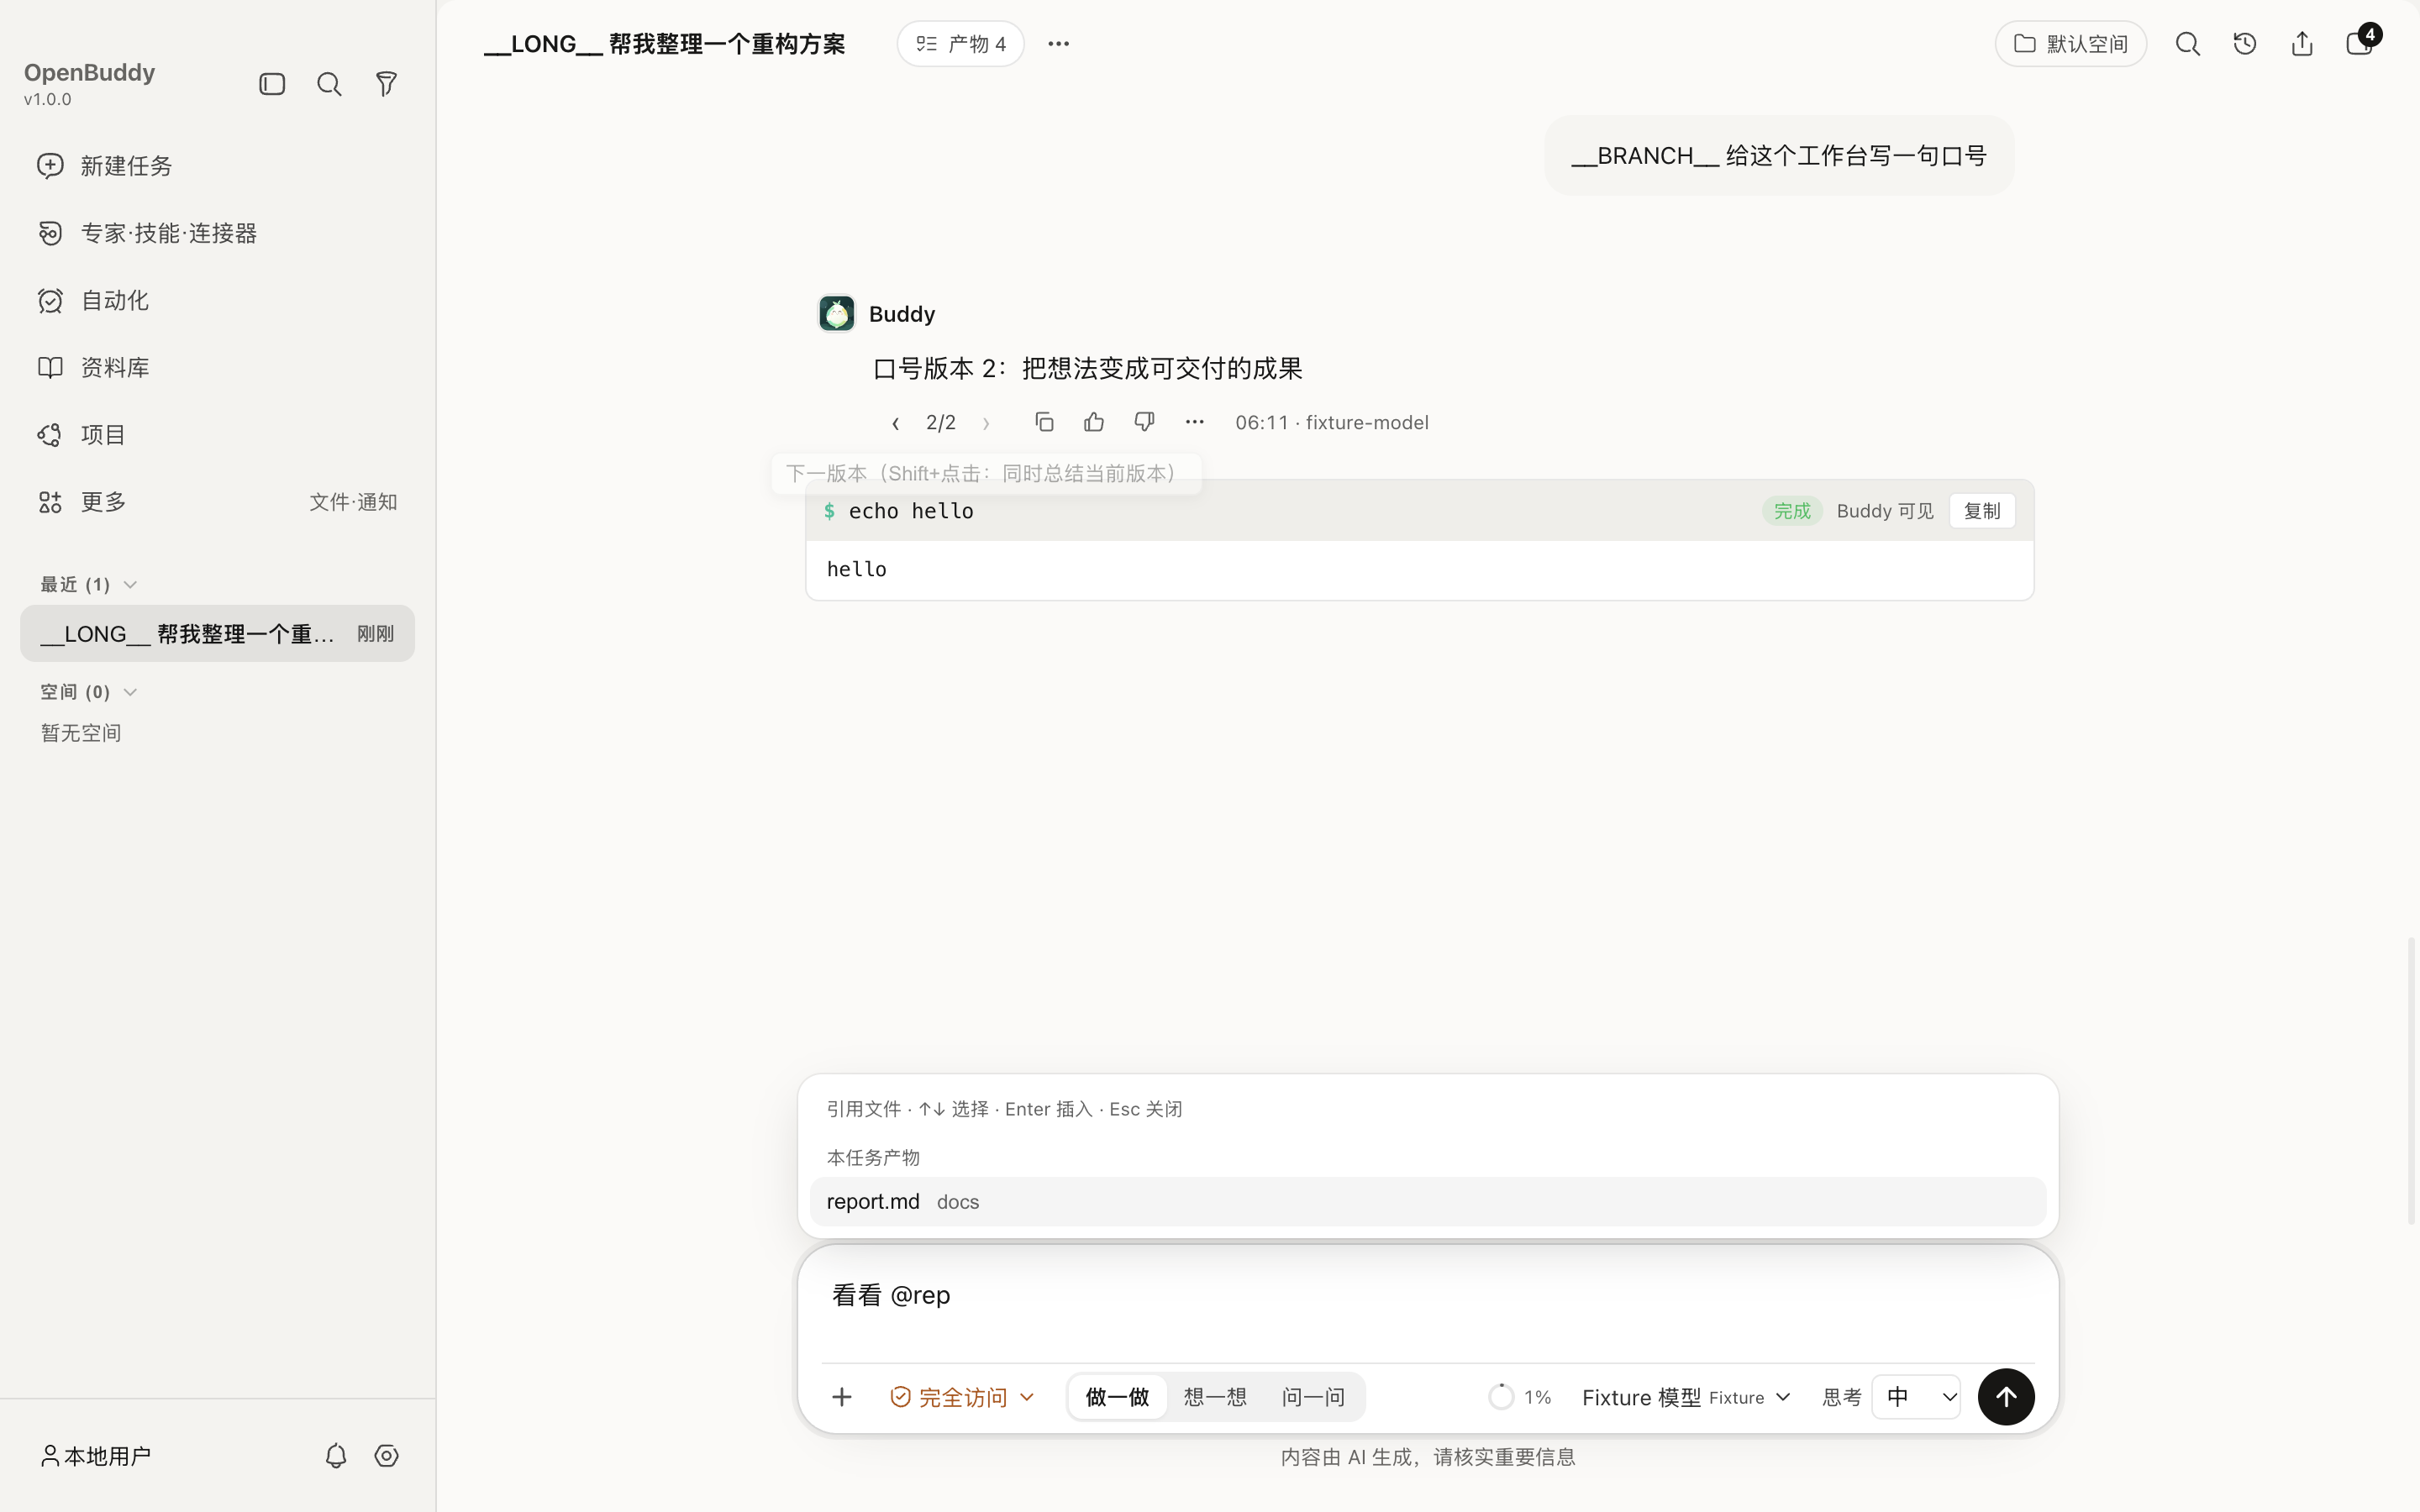 OpenBuddy
v1.0.0
新建任务
专家·技能·连接器
自动化
资料库
项目
更多 文件·通知
最近 (1)
__LONG__ 帮我整理一个重… 刚刚
空间 (0)
暂无空间
本地用户
__LONG__ 帮我整理一个重构方案 产物 4 默认空间 4
__BRANCH__ 给这个工作台写一句口号
Buddy
口号版本 2：把想法变成可交付的成果
2/2 06:11 · fixture-model
下一版本（Shift+点击：同时总结当前版本）
$ echo hello 完成 Buddy 可见 复制
hello
引用文件 · ↑↓ 选择 · Enter 插入 · Esc 关闭
本任务产物
report.md docs
看看 @rep
完全访问 做一做 想一想 问一问 1% Fixture 模型 Fixture 思考 中
内容由 AI 生成，请核实重要信息